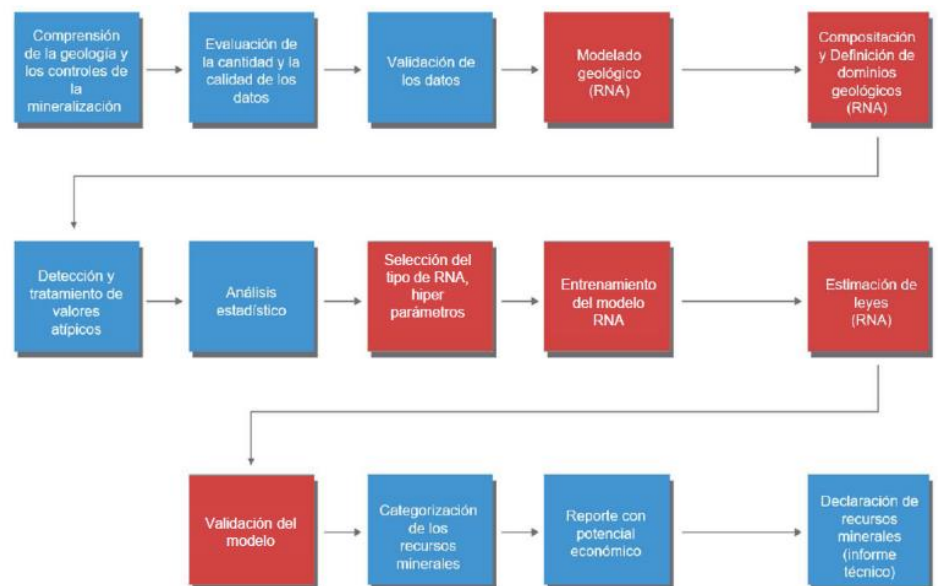 Comprensión
de la geología y
los controles de
la
mineralización
Evaluación de
la cantidad y la
calidad de los
datos
Validación de
los datos
Modelado
geológico
(RNA)
Compositación
y Definición de
dominios
geológicos
(RNA)
Detección y
tratamiento de
valores
atípicos
Análisis
estadístico
Selección del
tipo de RNA,
hiper
parámetros
Entrenamiento
del modelo
RNA
Estimación de
leyes
(RNA)
Validación del
modelo
Categorización
de los
recursos
minerales
Reporte con
potencial
económico
Declaración de
recursos
minerales
(informe
técnico)